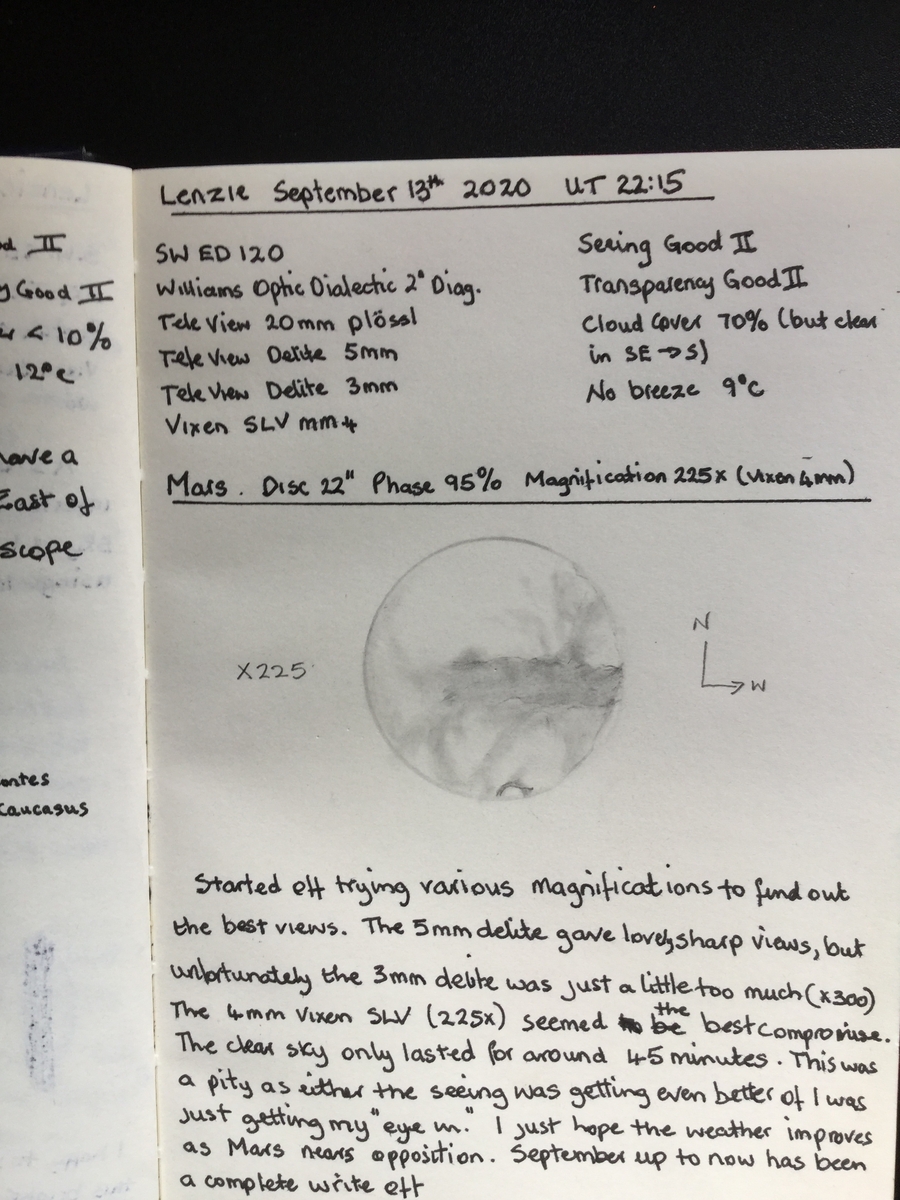 od II
y Good II
< 10%
12°c
have a
East of
scope
ontes
Caucasus
Lenzie September 13th 2020 UT 22:15
SW ED 120
Williams Optic Dialectic 2" Diag.
Tele View 20mm plössl
Tele View Delite 5mm
Tele View Delite 3mm
Vixen SLV mm4
Seeing Good II
Transparency Good II
Cloud Cover 70% (but clear
in SE → S)
No breeze 9°c
Mars. Disc 22" Phase 95% Magnification 225x (Vixen 4mm)
X225
N
W
Started off trying various magnifications to find out
the best views. The 5mm delite gave lovely sharp views, but
unfortunately the 3mm delite was just a little too much (x300)
The 4mm Vixen SLV (225x) seemed the best compromise.
The clear sky only lasted for around 45 minutes. This was
a pity as either the seeing was getting even better of I was
just getting my "eye in." I just hope the weather improves
as Mars nears opposition. September up to now has been
a complete write off